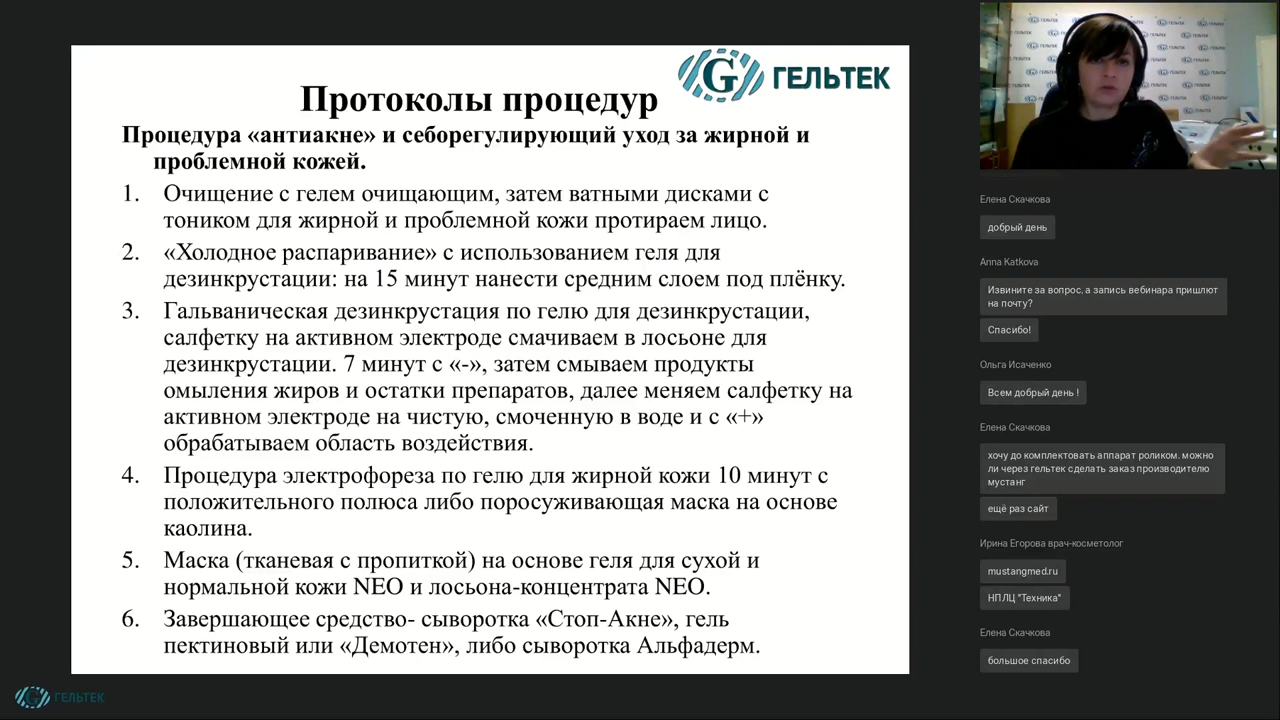 ГЕЛЬТЕК
Протоколы процедур
Процедура «антиакне» и себорегулирующий уход за жирной и
проблемной кожей.
1. Очищение с гелем очищающим, затем ватными дисками с
тоником для жирной и проблемной кожи протираем лицо.
2. «Холодное распаривание» с использованием геля для
дезинкрустации: на 15 минут нанести средним слоем под плёнку.
3. Гальваническая дезинкрустация по гелю для дезинкрустации,
салфетку на активном электроде смачиваем в лосьоне для
дезинкрустации. 7 минут с «-», затем смываем продукты
омыления жиров и остатки препаратов, далее меняем салфетку на
активном электроде на чистую, смоченную в воде и с «+»
обрабатываем область воздействия.
4. Процедура электрофореза по гелю для жирной кожи 10 минут с
положительного полюса либо поросуживающая маска на основе
каолина.
5. Маска (тканевая с пропиткой) на основе геля для сухой и
нормальной кожи NEO и лосьона-концентрата NEO.
6. Завершающее средство- сыворотка «Стоп-Акне», гель
пектиновый или «Демотен», либо сыворотка Альфадерм.
ГЕЛЬТЕК
Елена Скачкова
добрый день
Anna Katkova
Извините за вопрос, а запись вебинара пришлют
на почту?
Спасибо!
Ольга Исаченко
Всем добрый день !
Елена Скачкова
хочу до комплектовать аппарат роликом. можно
ли через гельтек сделать заказ производителю
мустанг
ещё раз сайт
Ирина Егорова врач-косметолог
mustangmed.ru
НПЛЦ "Техника"
Елена Скачкова
большое спасибо